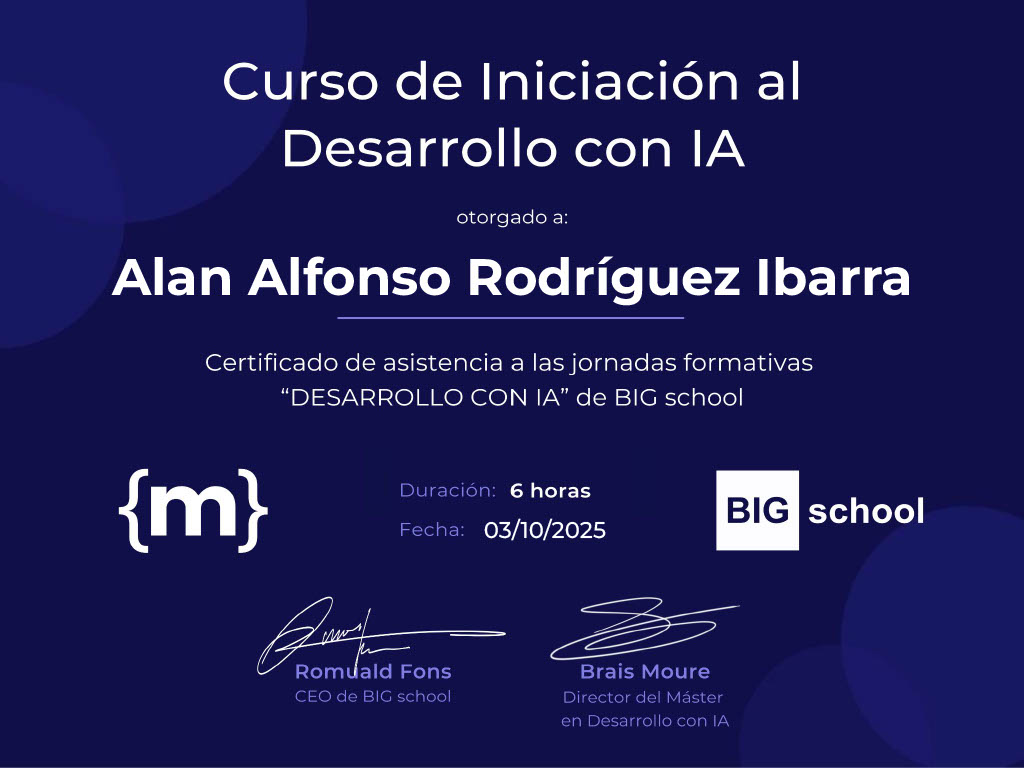 Curso de Iniciación al
Desarrollo con IA
otorgado a:
Alan Alfonso Rodríguez Ibarra
Certificado de asistencia a las jornadas formativas
“DESARROLLO CON IA” de BIG school
{m}
Duración: 6 horas
Fecha: 03/10/2025
BIG school
Romuald Fons
CEO de BIG school
Brais Moure
Director del Máster
en Desarrollo con IA